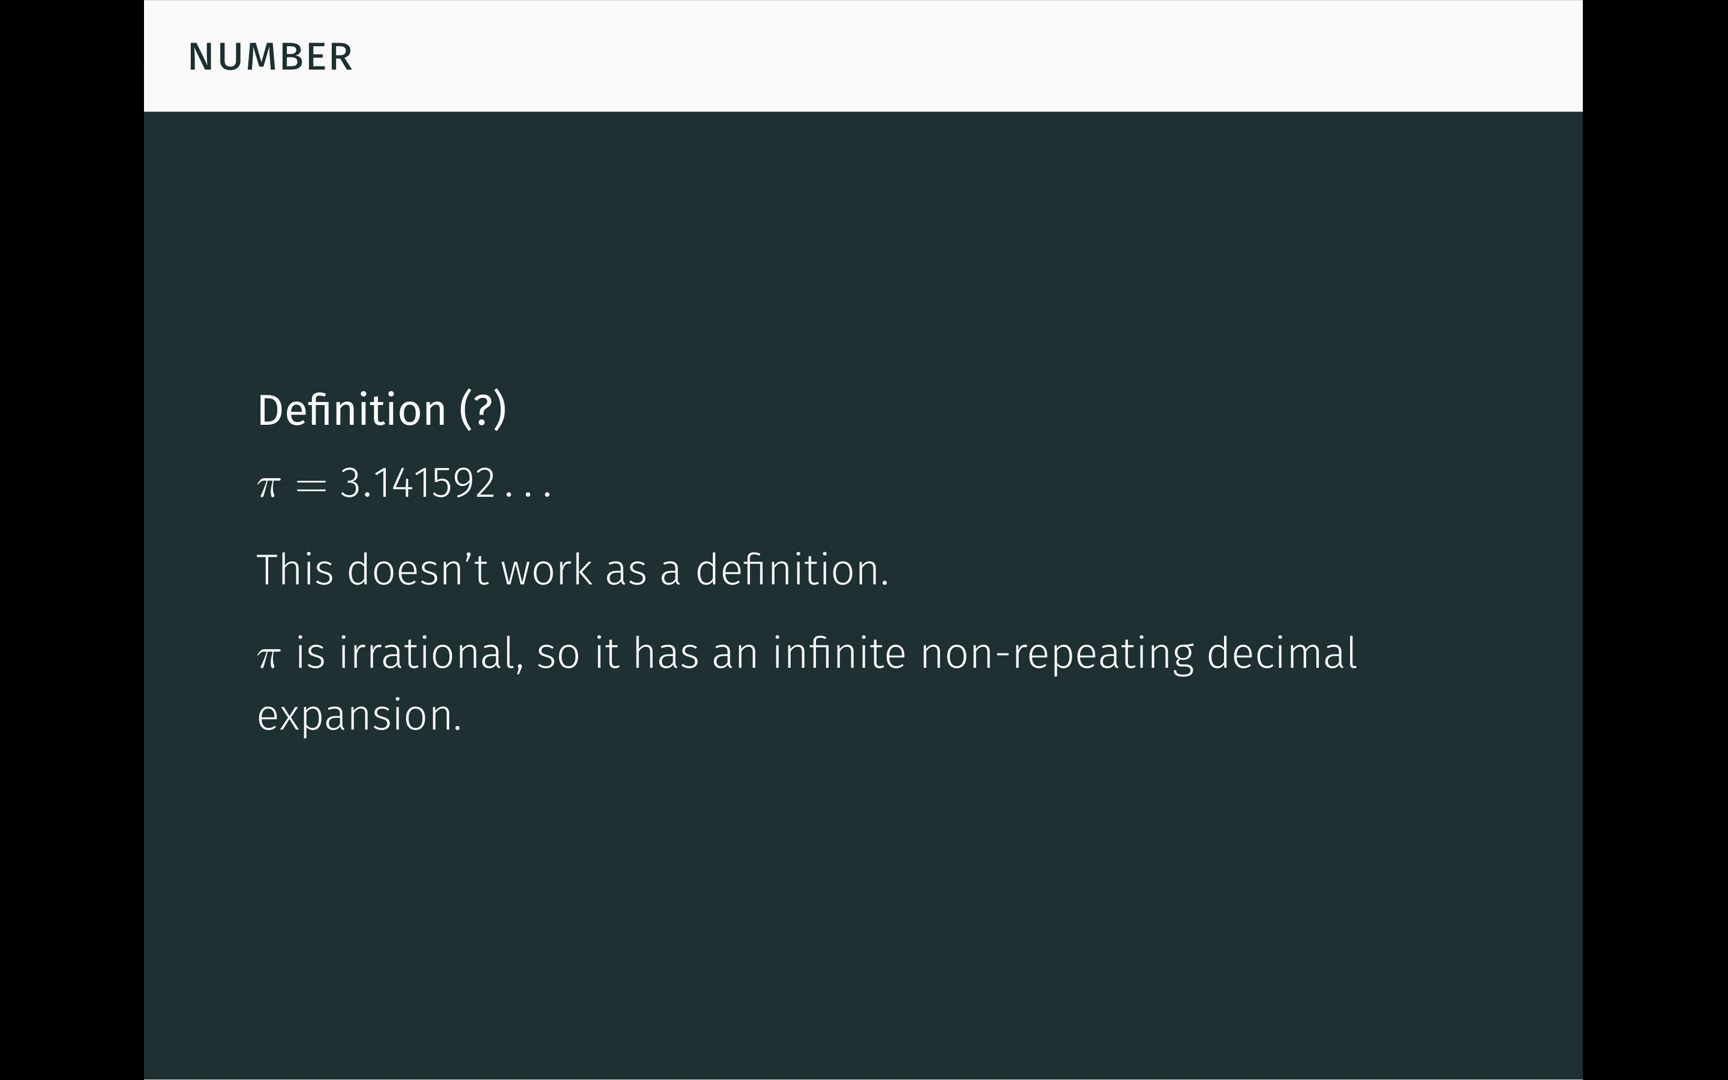 NUMBER
Definition (?)
π = 3.141592...
This doesn’t work as a definition.
π is irrational, so it has an infinite non-repeating decimal
expansion.